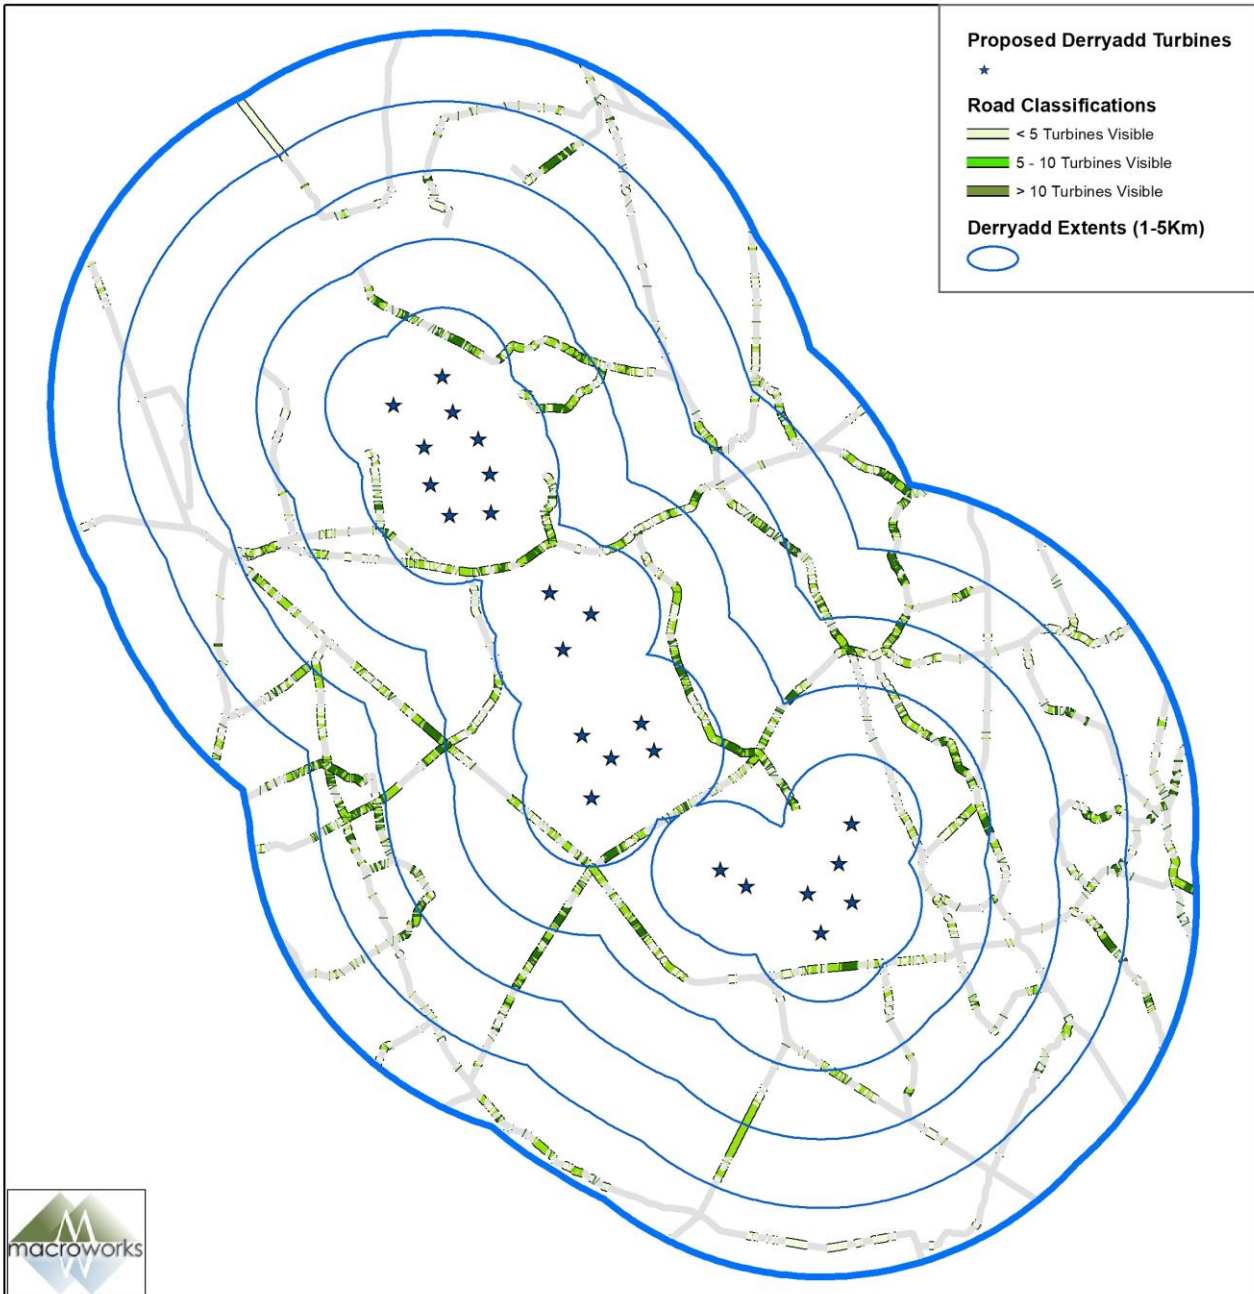 Proposed Derryadd Turbines
Road Classifications
< 5 Turbines Visible
5 - 10 Turbines Visible
> 10 Turbines Visible
Derryadd Extents (1-5Km)
macroworks